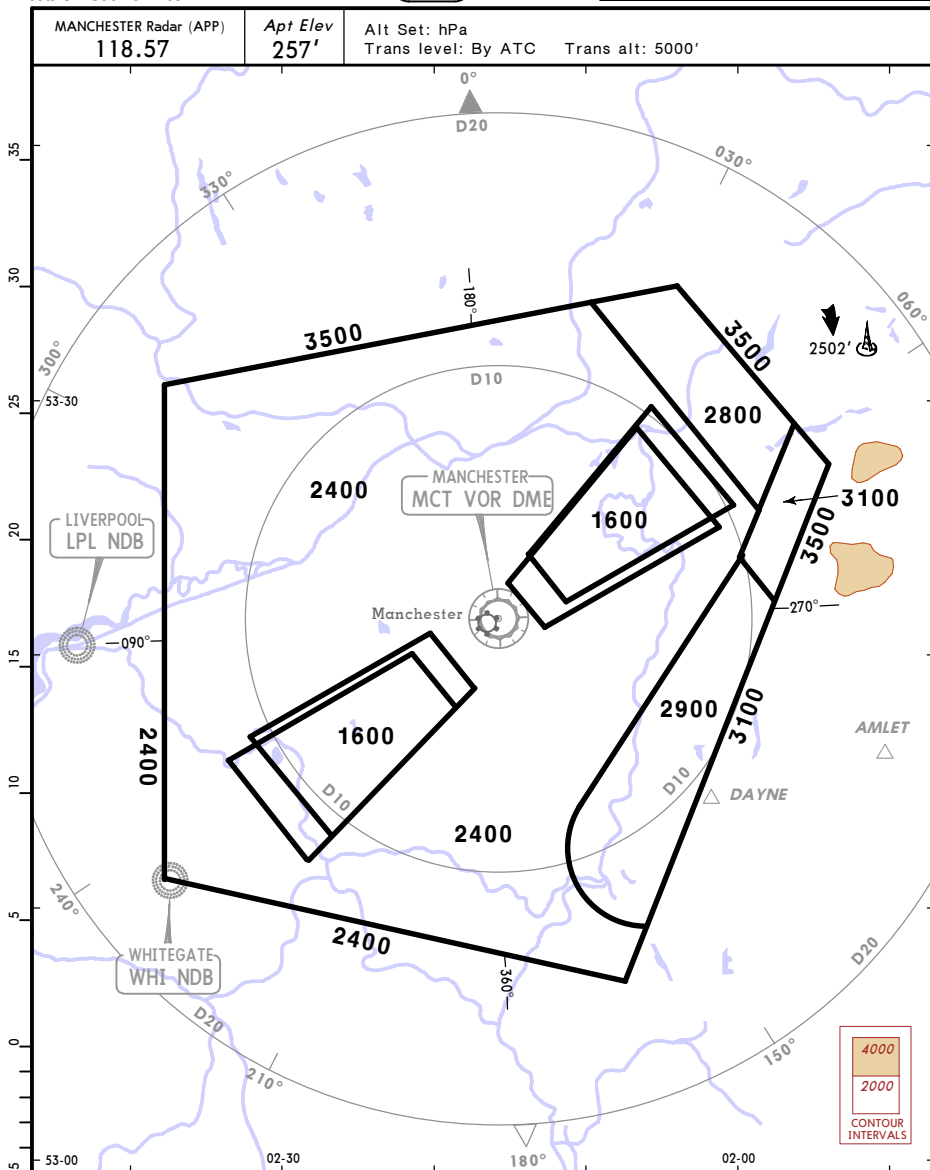 MANCHESTER Radar (APP)
118.57
Apt Elev
257'
Alt Set: hPa
Trans level: By ATC Trans alt: 5000'
0°
D20
35
330°
030°
30
180°
060°
3500
3500
2502'
300°
D10
53-30
25
2800
2400
MANCHESTER
MCT VOR DME
3100
1600
LIVERPOOL
LPL NDB
20
3500
Manchester
270°
090°
15
2900
3100
1600
AMLET
2400
D10
D10
DAYNE
10
2400
240°
5
2400
D20
WHITEGATE
WHI NDB
360°
D20
0
150°
210°
4000
2000
CONTOUR
INTERVALS
5
53-00
02-30
180°
02-00